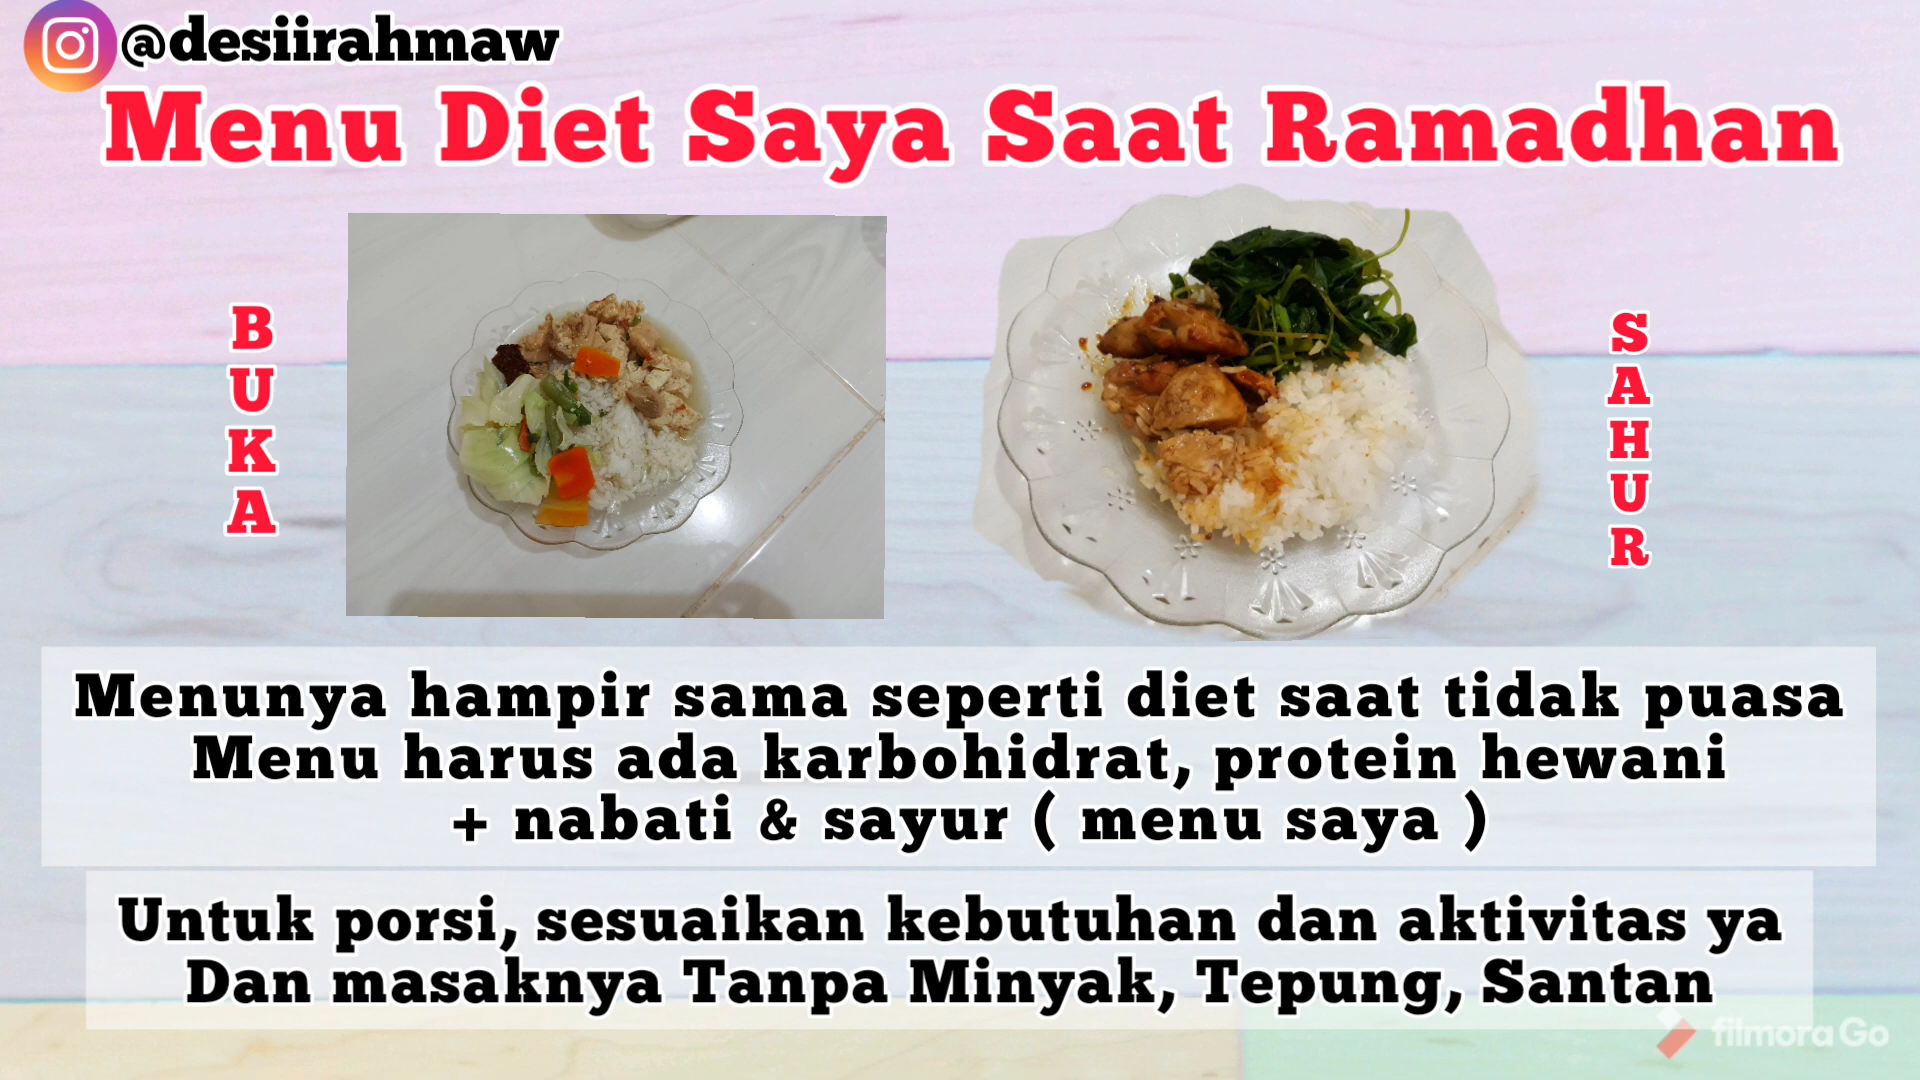 @desiirahmaw
Menu Diet Saya Saat Ramadhan
BUKA
SAHUR
Menunya hampir sama seperti diet saat tidak puasa
Menu harus ada karbohidrat, protein hewani
+ nabati & sayur ( menu saya )
Untuk porsi, sesuaikan kebutuhan dan aktivitas ya
Dan masaknya Tanpa Minyak, Tepung, Santan
filmora Go